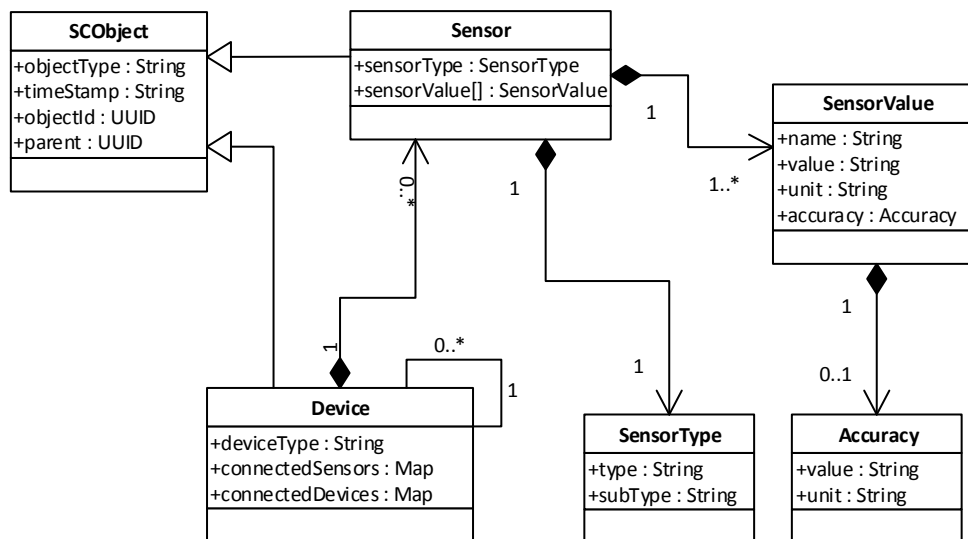 SCObject
+objectType : String
+timeStamp : String
+objectId : UUID
+parent : UUID
Sensor
+sensorType : SensorType
+sensorValue[] : SensorValue
1
1..*
SensorValue
+name : String
+value : String
+unit : String
+accuracy : Accuracy
0..*
1
1
1
1
0..1
0..*
1
Device
+deviceType : String
+connectedSensors : Map
+connectedDevices : Map
SensorType
+type : String
+subType : String
Accuracy
+value : String
+unit : String